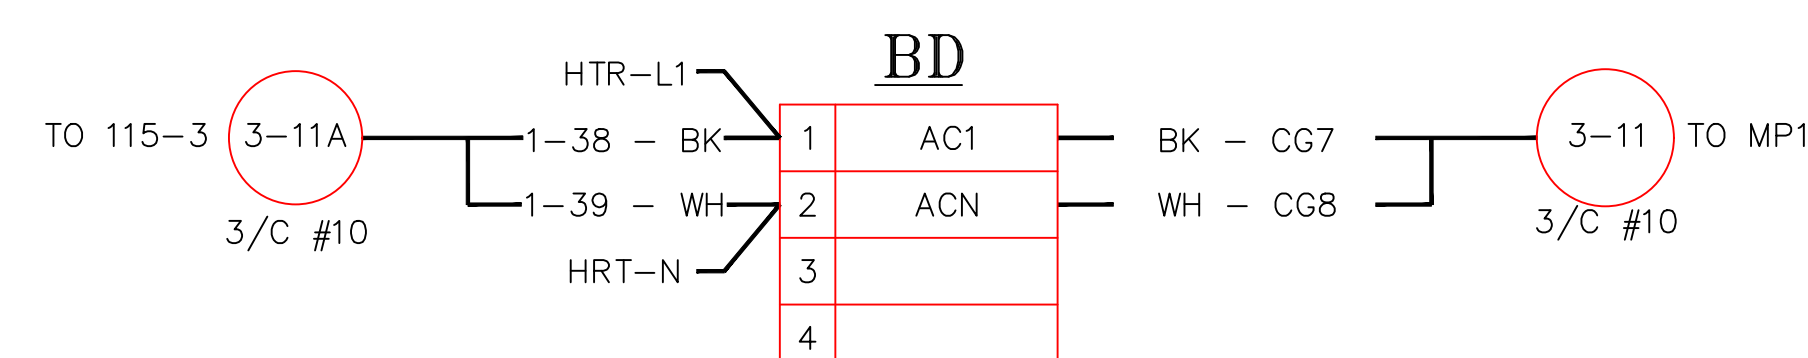 BD
HTR-L1
TO 115-3 3-11A 1-38 - BK 1 AC1 BK - CG7 3-11 TO MP1
1-39 - WH 2 ACN WH - CG8
3/C #10 3/C #10
HRT-N 3
4